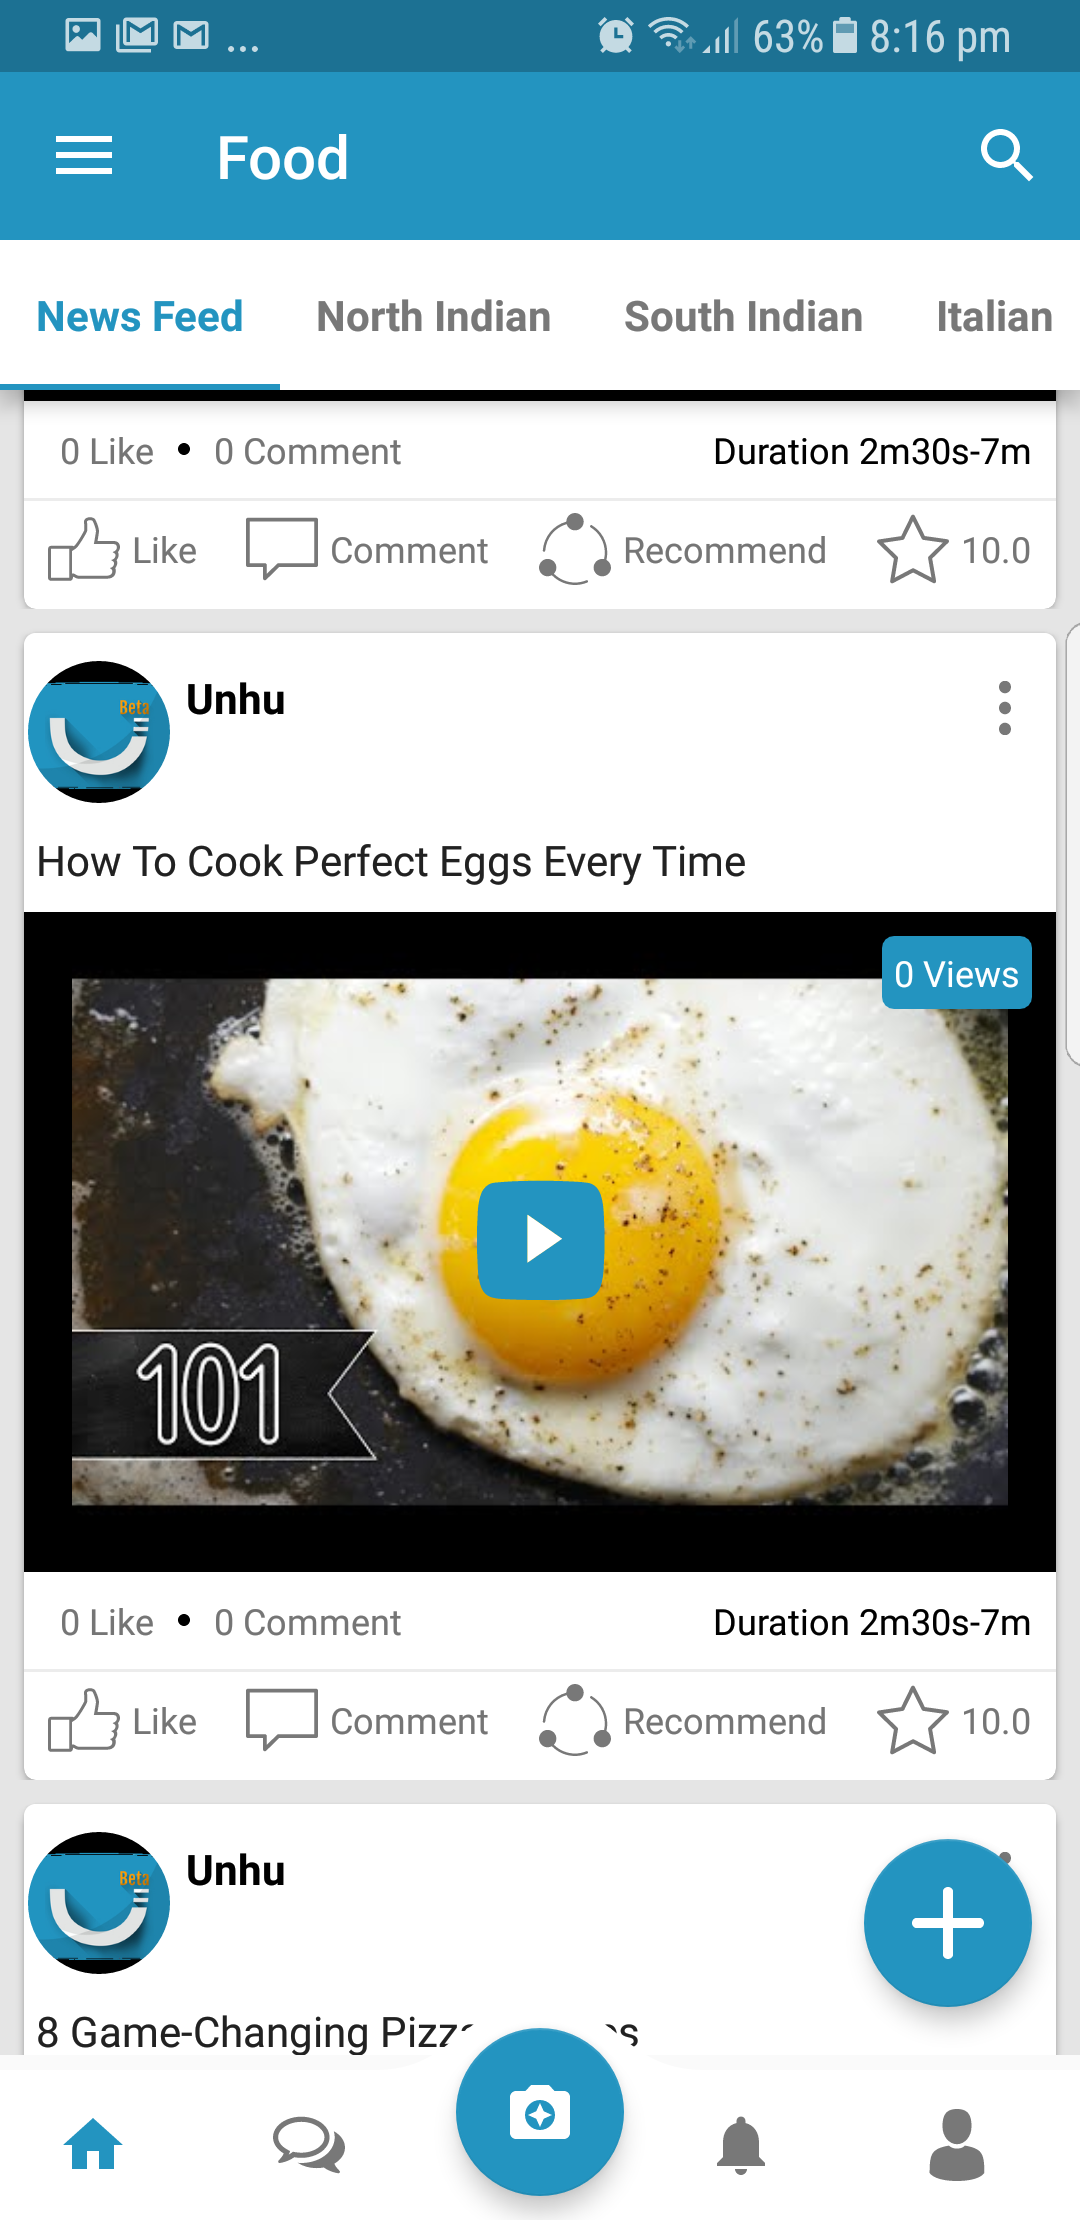 ... 63% 8:16 pm
Food
News Feed North Indian South Indian Italian
0 Like • 0 Comment Duration 2m30s-7m
Like Comment Recommend 10.0
Beta
Unhu
How To Cook Perfect Eggs Every Time
0 Views
101
0 Like • 0 Comment Duration 2m30s-7m
Like Comment Recommend 10.0
Beta
Unhu
8 Game-Changing